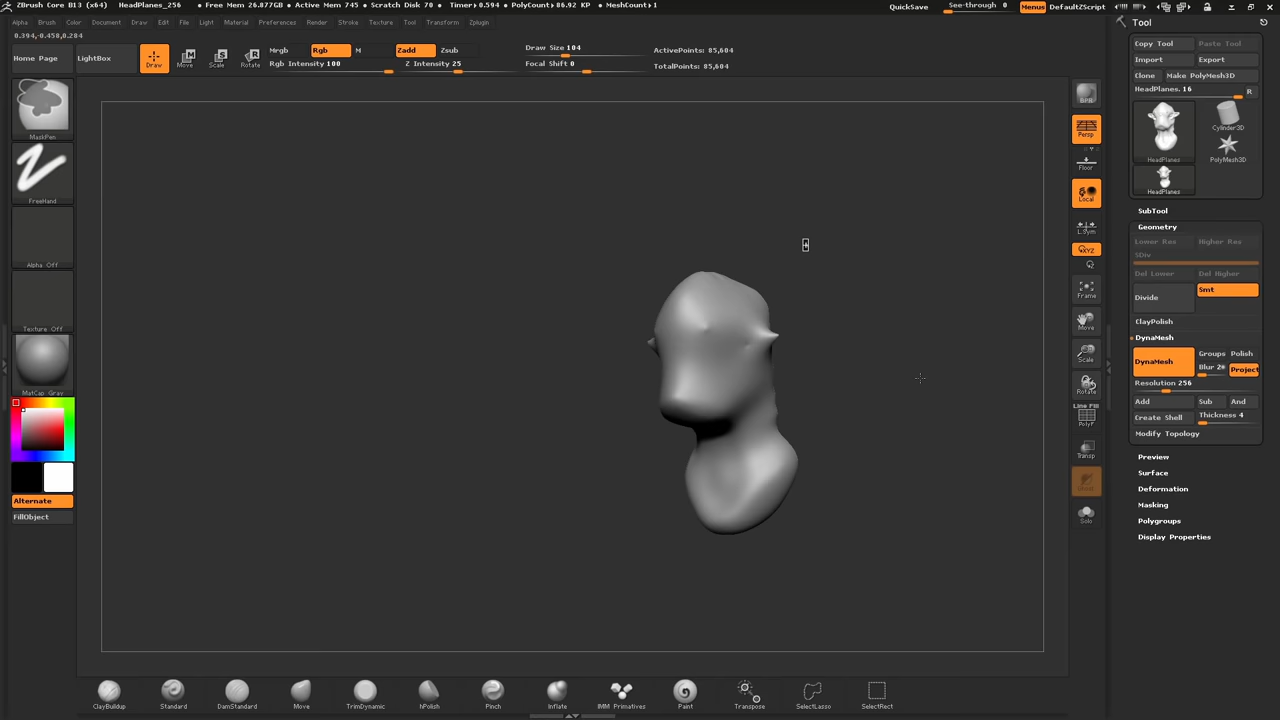 ZBrush Core B13 (x64) HeadPlanes_256 • Free Mem 26.877GB • Active Mem 745 • Scratch Disk 70 • Timer▸0.594 • PolyCount▸86.92 KP • MeshCount▸1 QuickSave See-through 0 Menus DefaultZScript
Alpha Brush Color Document Draw Edit File Light Material Preferences Render Stroke Texture Tool Transform Zplugin
0.394,-0.458,0.284
Home Page LightBox Draw Move Scale Rotate
Mrgb Rgb M Zadd Zsub
Rgb Intensity 100 Z Intensity 25
Draw Size 104
Focal Shift 0
ActivePoints: 85,604
TotalPoints: 85,604
MaskPen
FreeHand
Alpha Off
Texture Off
MatCap Gray
Alternate
FillObject
BPR
Persp
Floor
Local
L.Sym
XYZ
Frame
Move
Scale
Rotate
Line Fill
PolyF
Transp
Solo
Tool
Copy Tool Paste Tool
Import Export
Clone Make PolyMesh3D
HeadPlanes. 16 R
HeadPlanes
Cylinder3D
PolyMesh3D
HeadPlanes
SubTool
Geometry
Lower Res Higher Res
SDiv
Del Lower Del Higher
Divide Smt
ClayPolish
DynaMesh
DynaMesh Groups Polish
Blur 2 Project
Resolution 256
Add Sub And
Create Shell Thickness 4
Modify Topology
Preview
Surface
Deformation
Masking
Polygroups
Display Properties
ClayBuildup Standard DamStandard Move TrimDynamic hPolish Pinch Inflate IMM Primitives Paint Transpose SelectLasso SelectRect